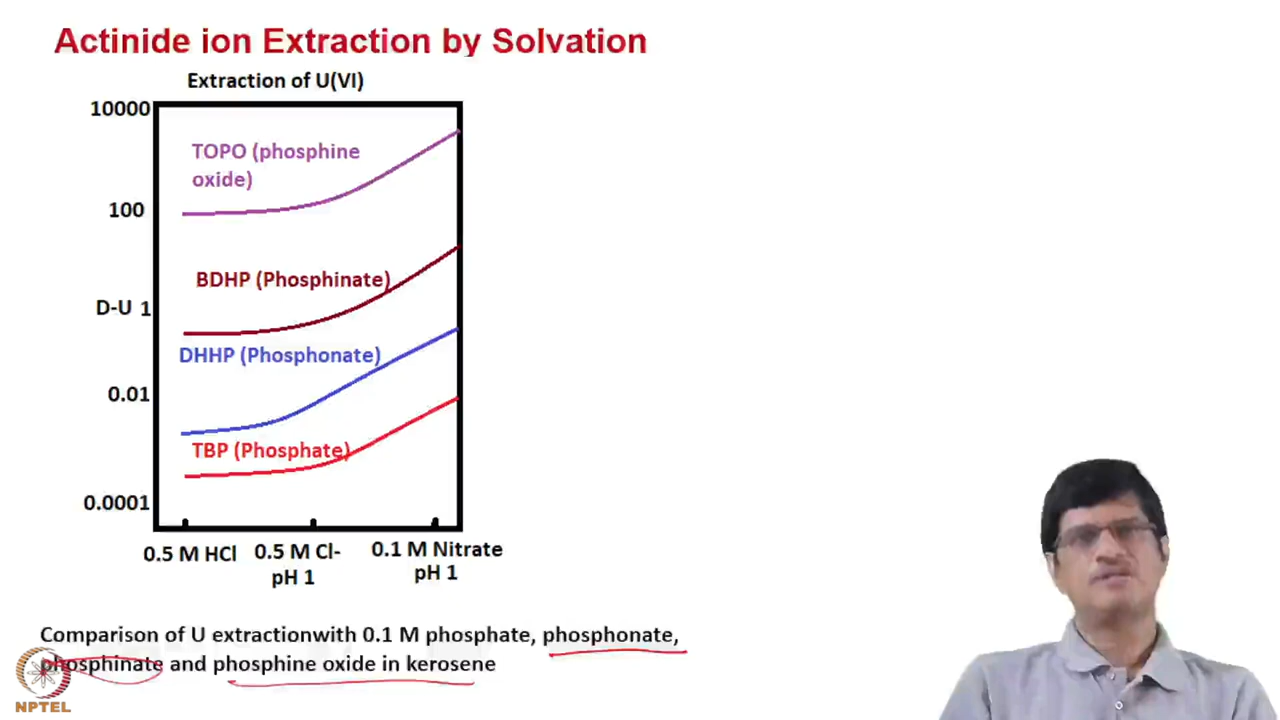 Actinide ion Extraction by Solvation
Extraction of U(VI)
10000
TOPO (phosphine
oxide)
100
BDHP (Phosphinate)
D-U 1
DHHP (Phosphonate)
0.01
TBP (Phosphate)
0.0001
0.5 M HCl
0.5 M Cl-
pH 1
0.1 M Nitrate
pH 1
Comparison of U extractionwith 0.1 M phosphate, phosphonate,
phosphinate and phosphine oxide in kerosene
NPTEL